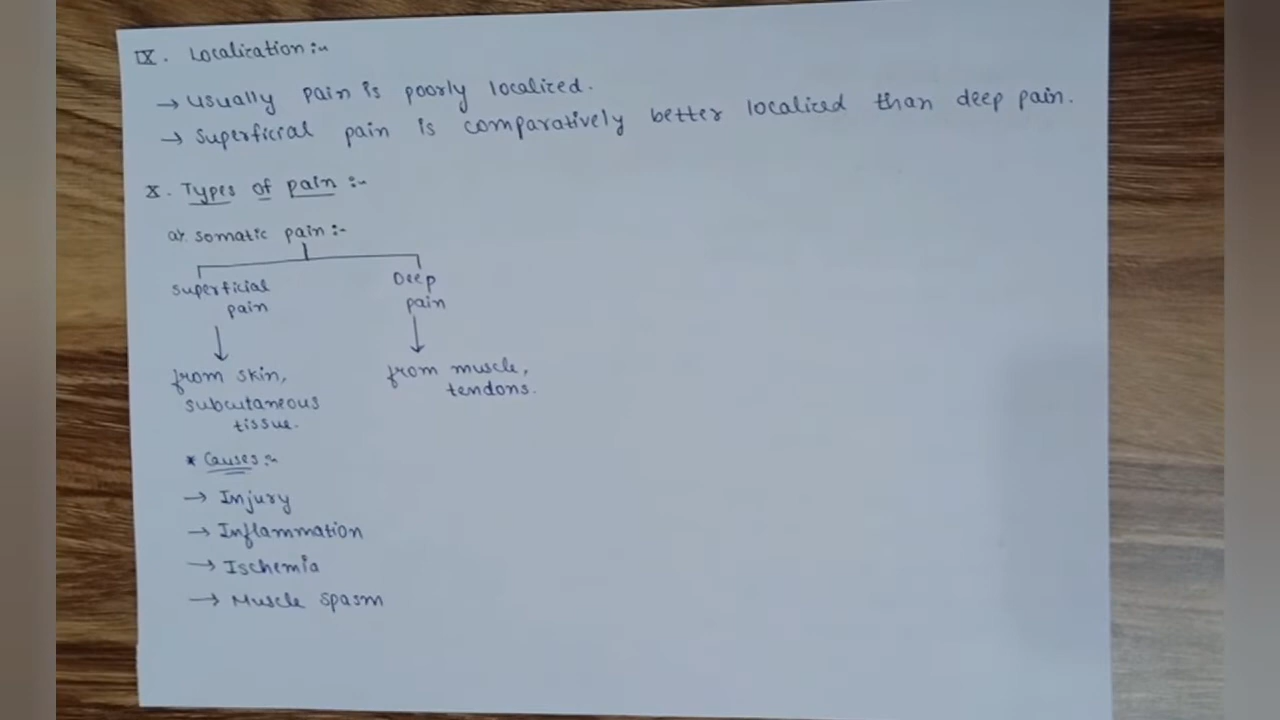 IX. Localization:-
→ Usually pain is poorly localized.
→ Superficial pain is comparatively better localized than deep pain.
X. Types of pain :-
a). Somatic pain :-
Superficial pain
Deep pain
from skin, subcutaneous tissue.
from muscle, tendons.
* Causes :-
→ Injury
→ Inflammation
→ Ischemia
→ Muscle spasm